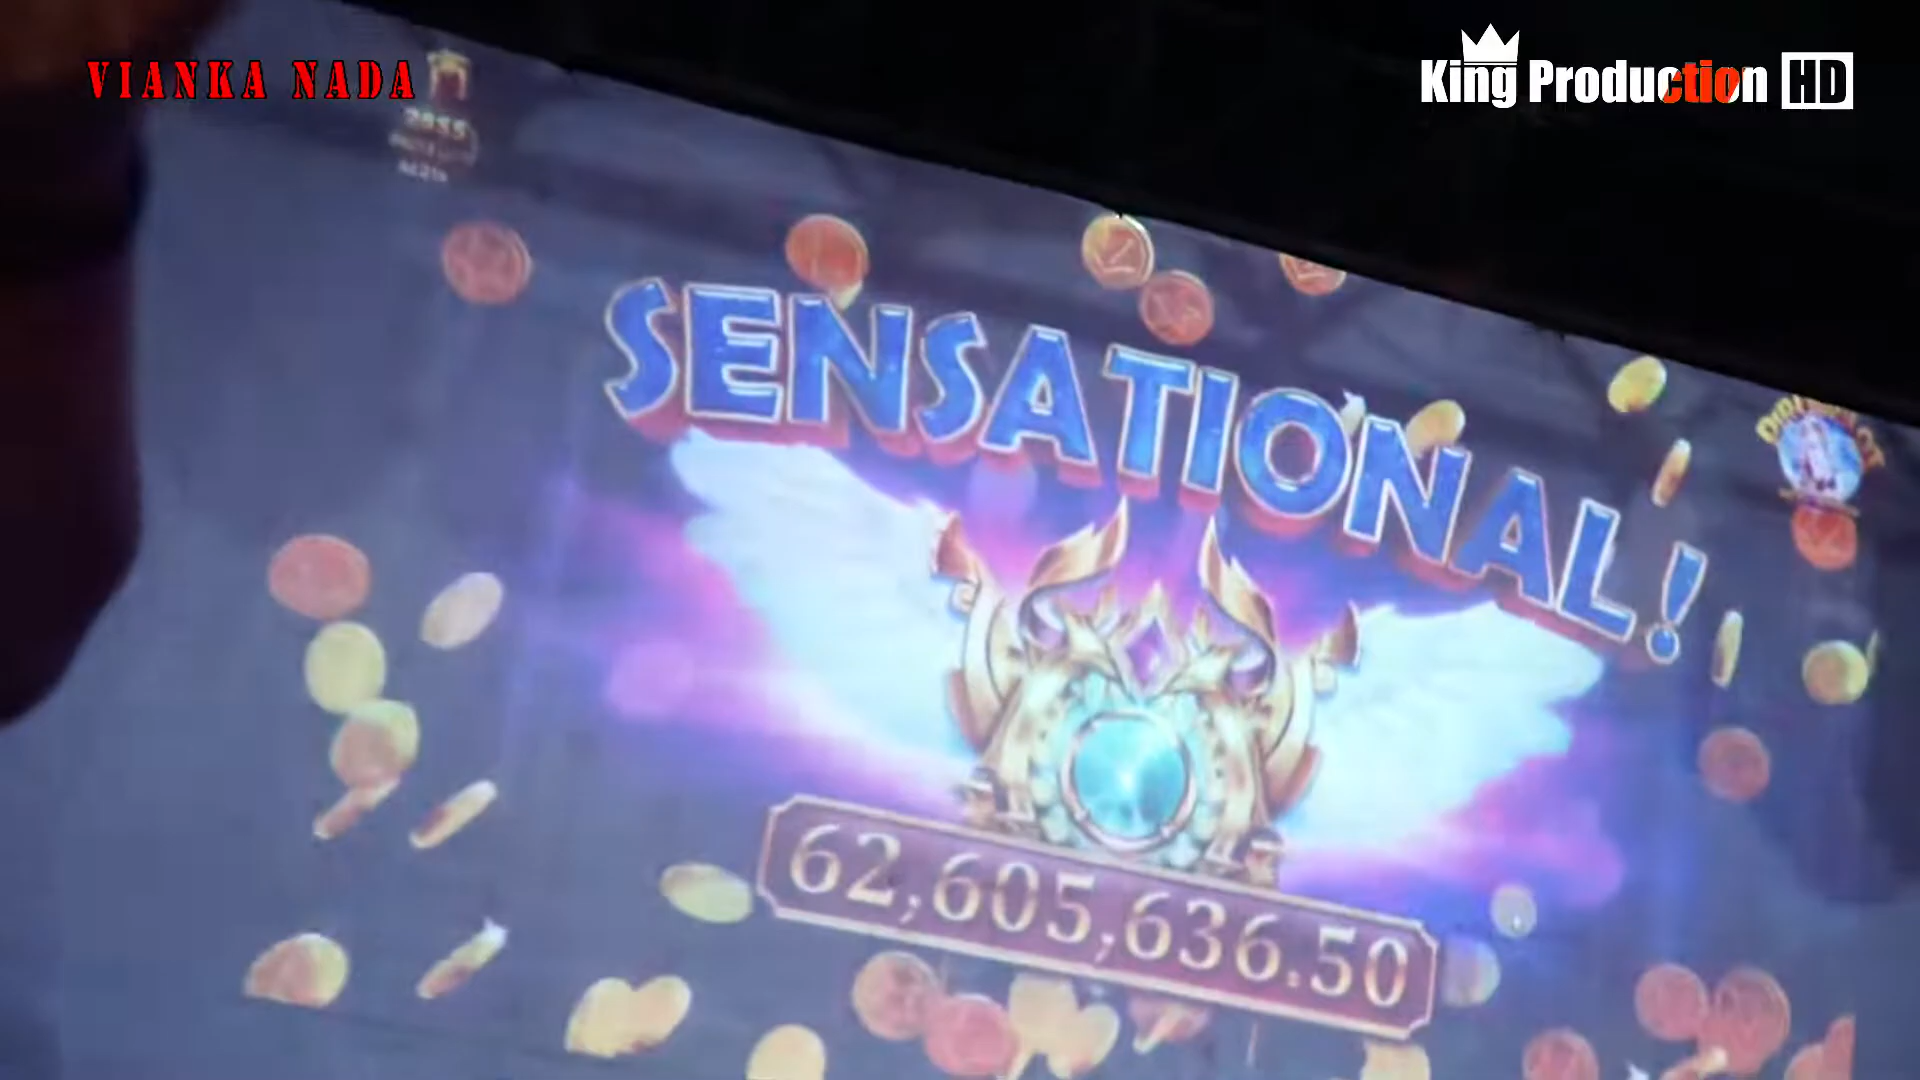 VIANKA NADA
King Production HD
SENSATIONAL!
62,605,636.50